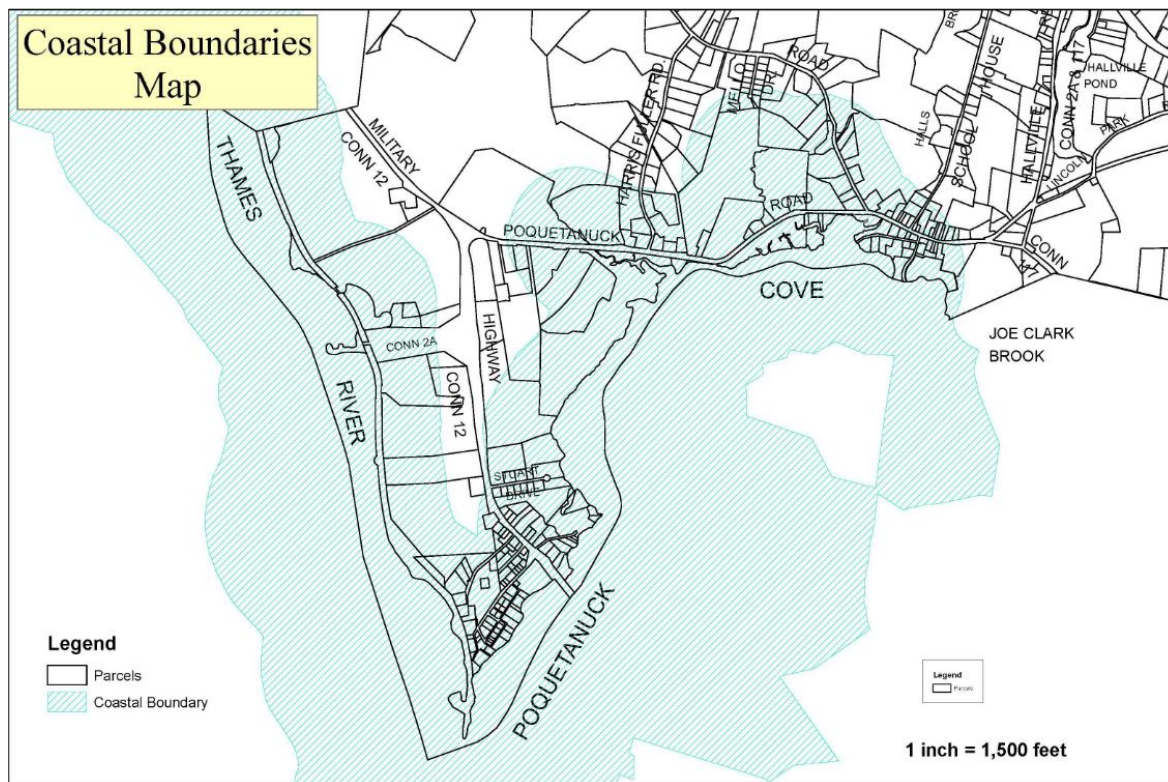 Coastal Boundaries
Map
THAMES
RIVER
MILITARY
CONN 12
HIGHWAY
CONN 12
CONN 2A
STUART
DRIVE
POQUETANUCK
ROAD
HARRIS FULLER RD.
ROAD
HALLS
SCHOOL HOUSE
HALLVILLE
CONN 2A & 117
HALLVILLE
POND
LINCOLN
PARK
CONN
117
COVE
POQUETANUCK
JOE CLARK
BROOK
Legend
Parcels
Coastal Boundary
Legend
Parcels
1 inch = 1,500 feet